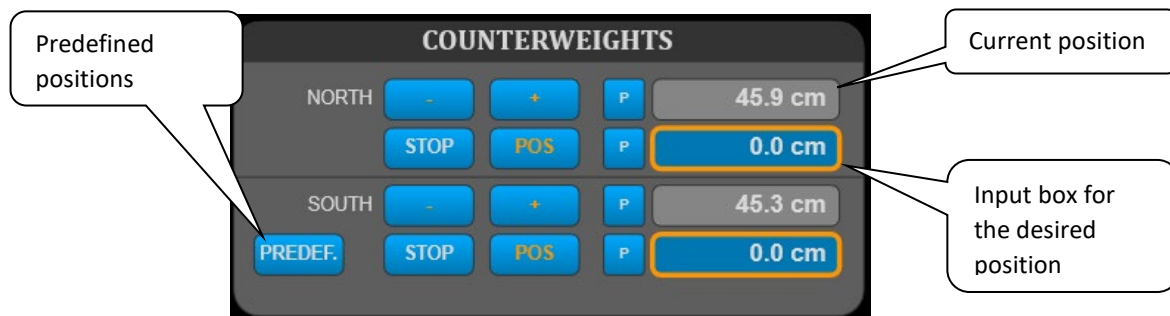 COUNTERWEIGHTS
Predefined
positions
Current position
NORTH - + P 45.9 cm
STOP POS P 0.0 cm
SOUTH - + P 45.3 cm
PREDEF. STOP POS P 0.0 cm
Input box for
the desired
position